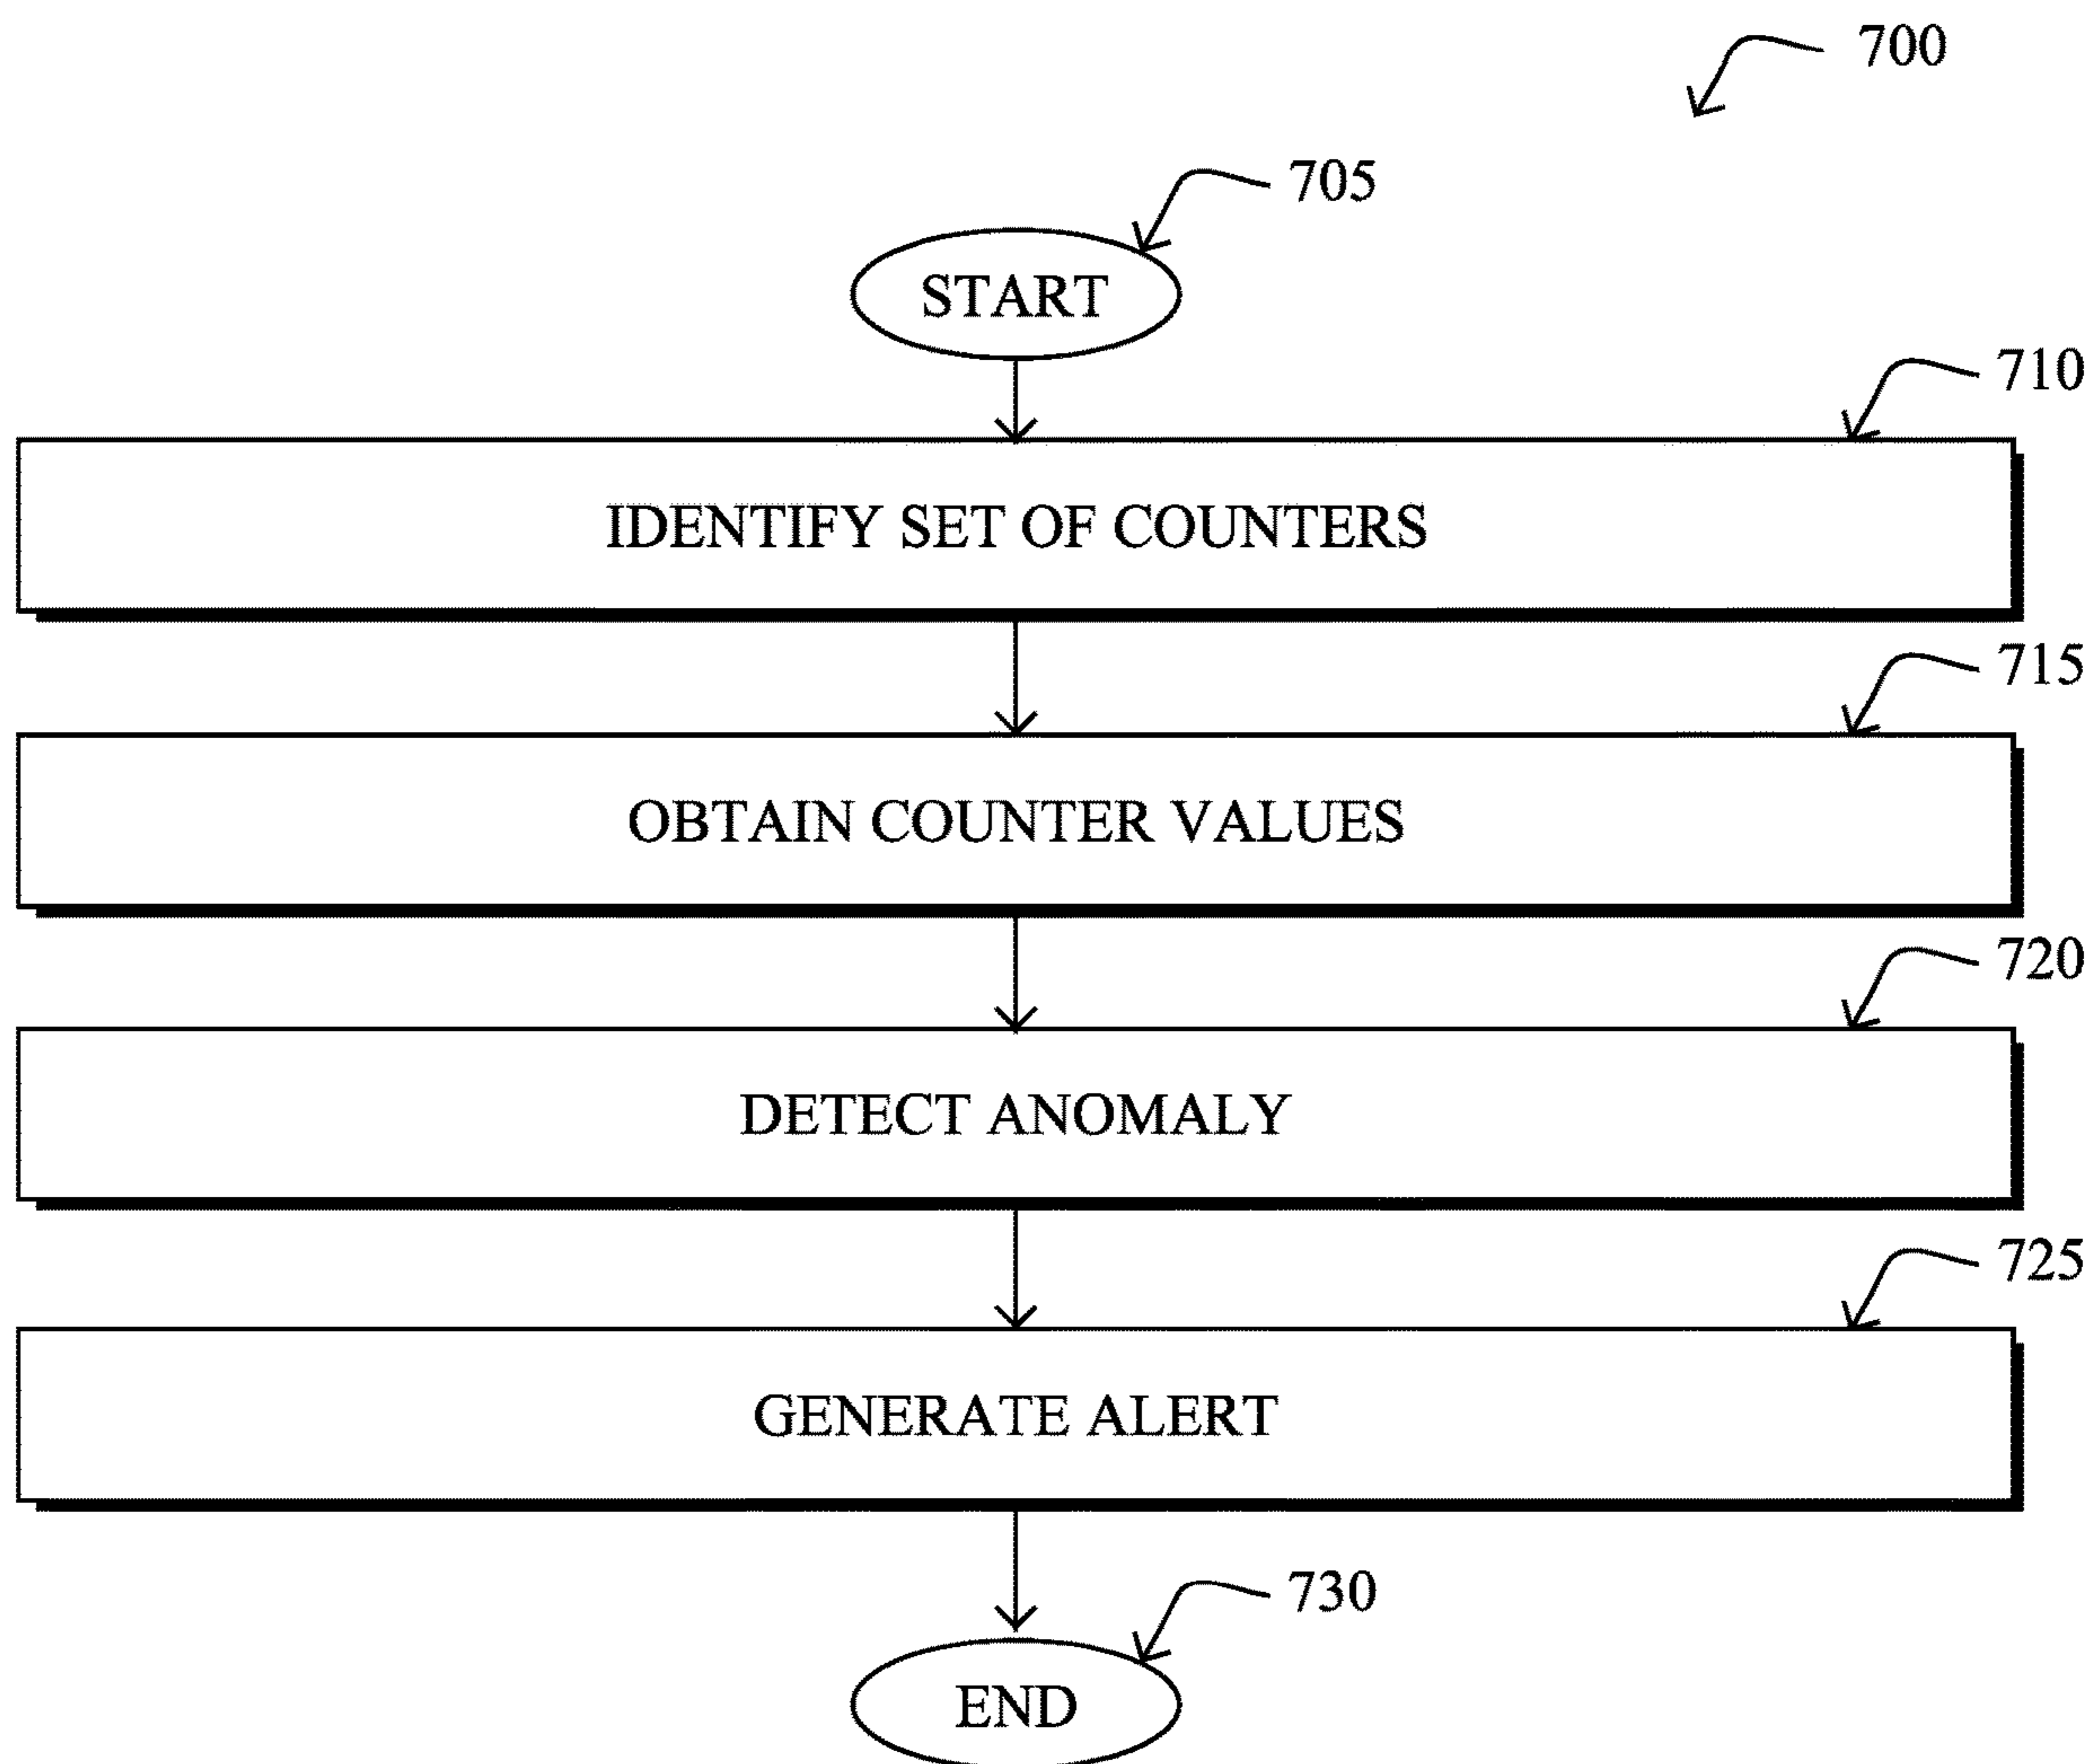 700
705
START
710
IDENTIFY SET OF COUNTERS
715
OBTAIN COUNTER VALUES
720
DETECT ANOMALY
725
GENERATE ALERT
730
END